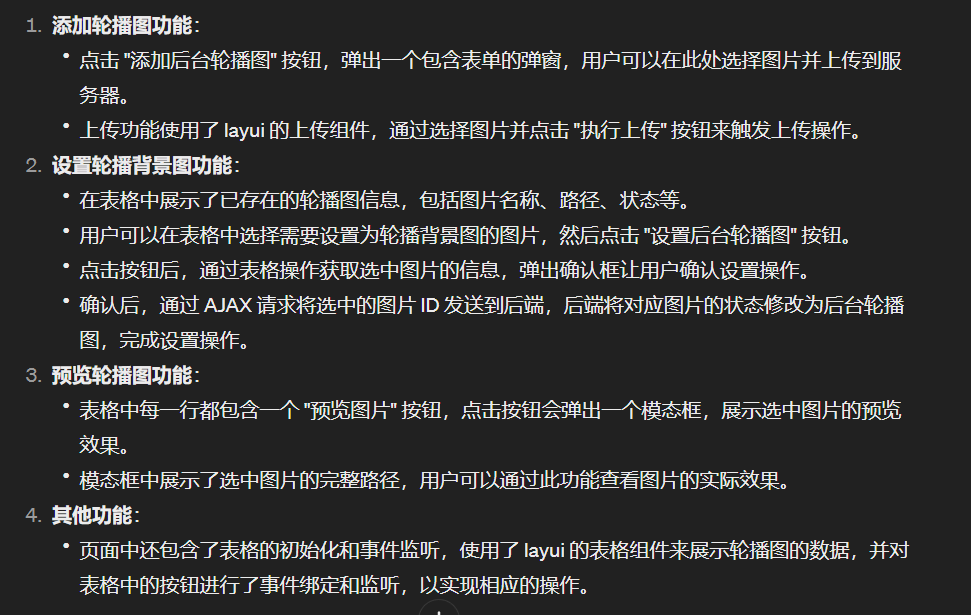 1. 添加轮播图功能：
• 点击 "添加后台轮播图" 按钮，弹出一个包含表单的弹窗，用户可以在此处选择图片并上传到服
务器。
• 上传功能使用了 layui 的上传组件，通过选择图片并点击 "执行上传" 按钮来触发上传操作。
2. 设置轮播背景图功能：
• 在表格中展示了已存在的轮播图信息，包括图片名称、路径、状态等。
• 用户可以在表格中选择需要设置为轮播背景图的图片，然后点击 "设置后台轮播图" 按钮。
• 点击按钮后，通过表格操作获取选中图片的信息，弹出确认框让用户确认设置操作。
• 确认后，通过 AJAX 请求将选中的图片 ID 发送到后端，后端将对应图片的状态修改为后台轮播
图，完成设置操作。
3. 预览轮播图功能：
• 表格中每一行都包含一个 "预览图片" 按钮，点击按钮会弹出一个模态框，展示选中图片的预览
效果。
• 模态框中展示了选中图片的完整路径，用户可以通过此功能查看图片的实际效果。
4. 其他功能：
• 页面中还包含了表格的初始化和事件监听，使用了 layui 的表格组件来展示轮播图的数据，并对
表格中的按钮进行了事件绑定和监听，以实现相应的操作。